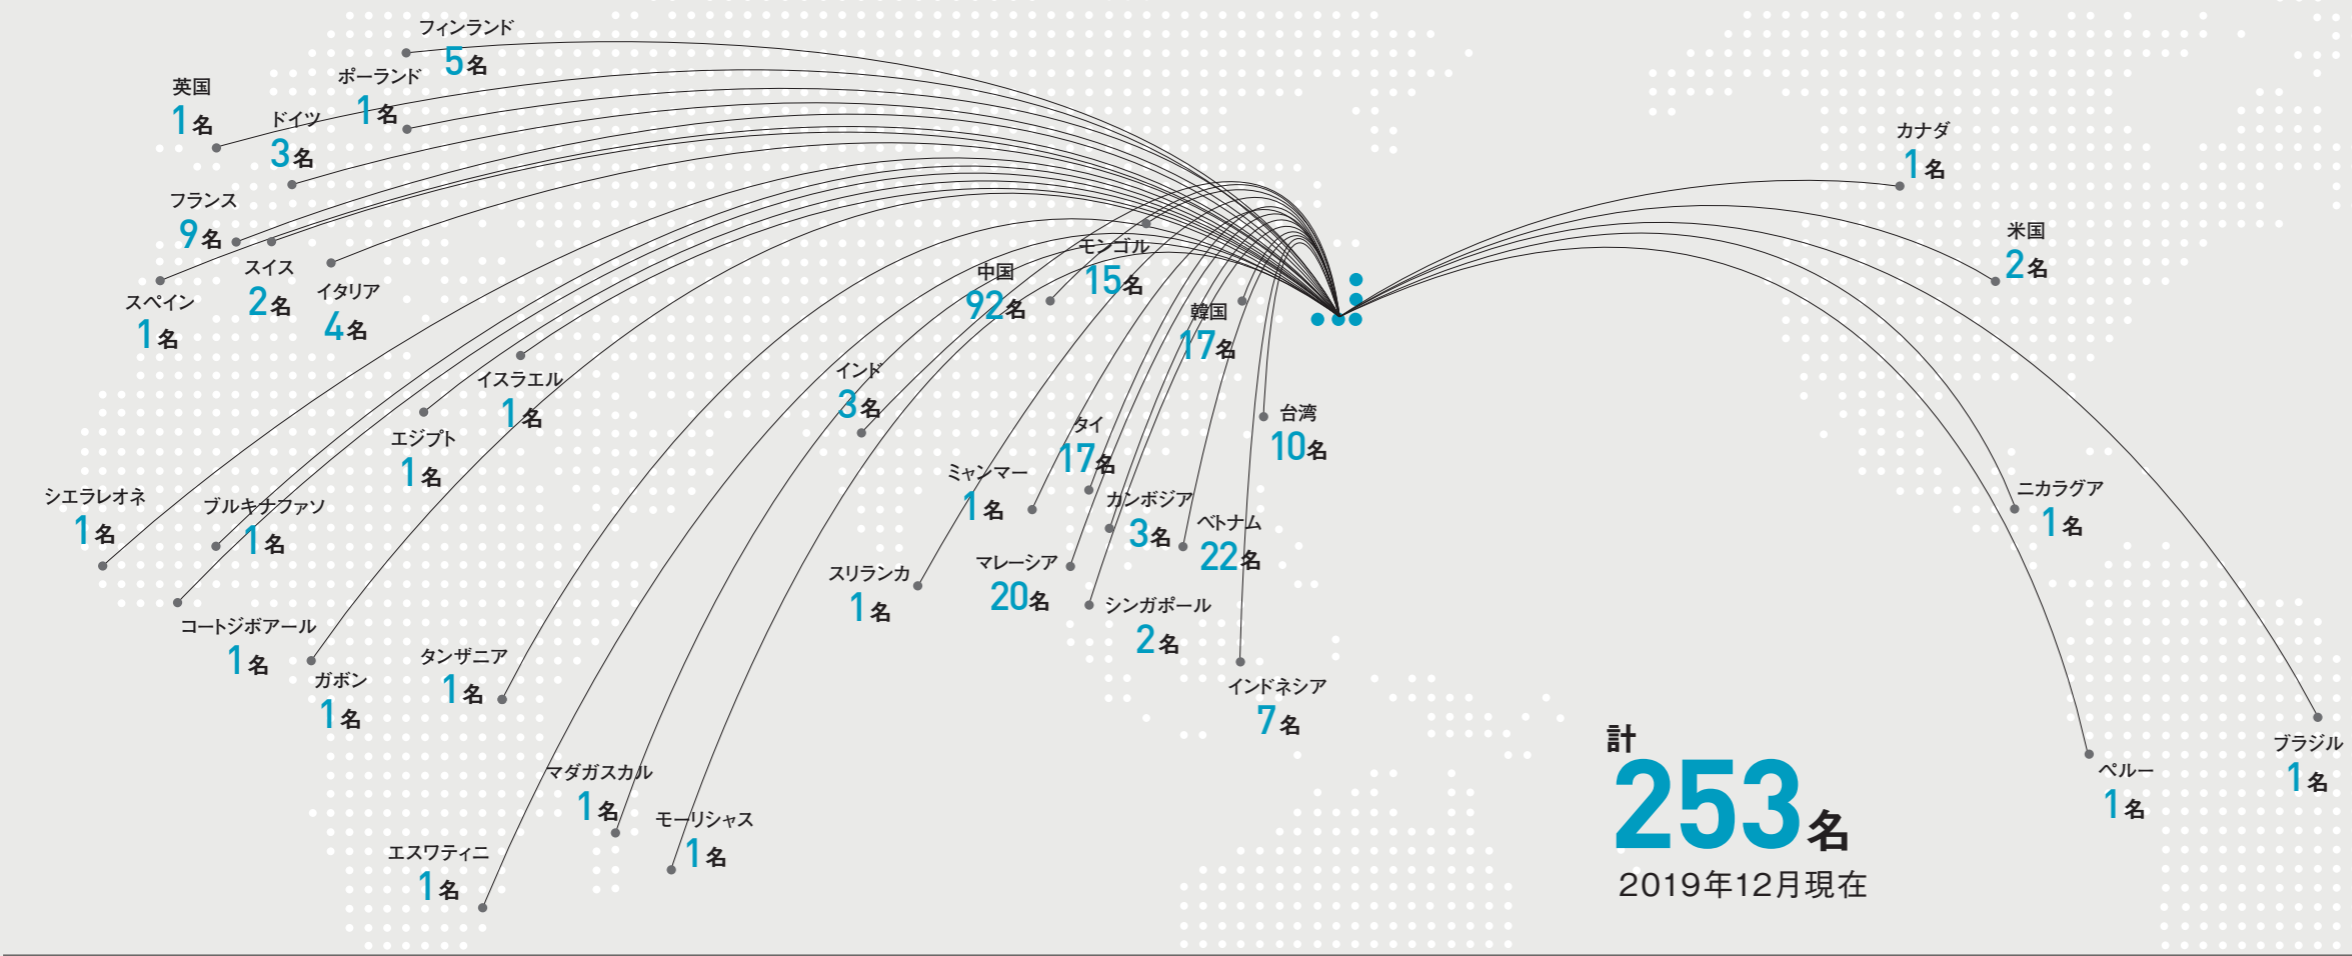 フィンランド
5名
ポーランド
1名
英国
1名
ドイツ
3名
フランス
9名
スイス
2名
イタリア
4名
スペイン
1名
イスラエル
1名
エジプト
1名
シエラレオネ
1名
ブルキナファソ
1名
コートジボアール
1名
ガボン
1名
タンザニア
1名
マダガスカル
1名
モーリシャス
1名
エスワティニ
1名
モンゴル
15名
中国
92名
韓国
17名
インド
3名
台湾
10名
タイ
17名
ミャンマー
1名
カンボジア
3名
ベトナム
22名
スリランカ
1名
マレーシア
20名
シンガポール
2名
インドネシア
7名
カナダ
1名
米国
2名
ニカラグア
1名
ブラジル
1名
ペルー
1名
計
253名
2019年12月現在